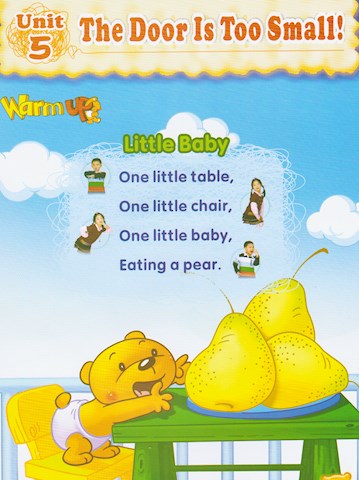 Unit
5
The Door Is Too Small!
Warm up!
Little Baby
One little table,
One little chair,
One little baby,
Eating a pear.